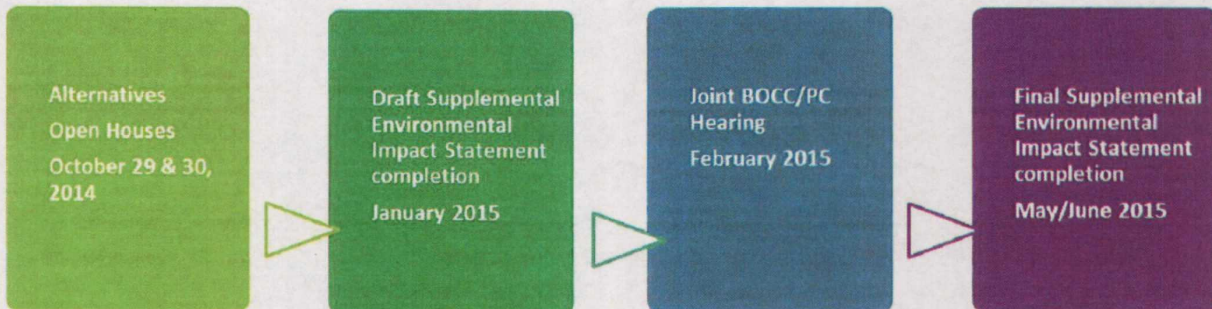 Alternatives
Open Houses
October 29 & 30,
2014
Draft Supplemental
Environmental
Impact Statement
completion
January 2015
Joint BOCC/PC
Hearing
February 2015
Final Supplemental
Environmental
Impact Statement
completion
May/June 2015